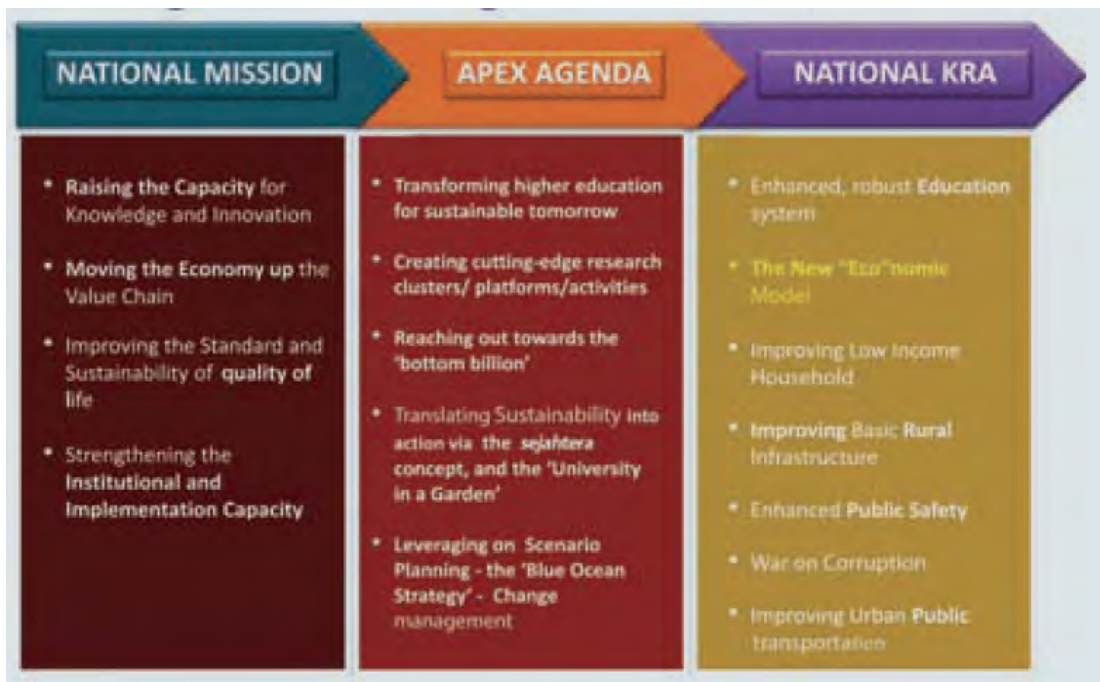 NATIONAL MISSION
APEX AGENDA
NATIONAL KRA
• Raising the Capacity for
Knowledge and Innovation
• Moving the Economy up the
Value Chain
• Improving the Standard and
Sustainability of quality of
life
• Strengthening the
Institutional and
Implementation Capacity
• Transforming higher education
for sustainable tomorrow
• Creating cutting-edge research
clusters/ platforms/activities
• Reaching out towards the
'bottom billion'
• Translating Sustainability into
action via the sejahtera
concept, and the 'University
in a Garden'
• Leveraging on Scenario
Planning - the 'Blue Ocean
Strategy' - Change
management
• Enhanced, robust Education
system
• The New "Eco"nomic
Model
• Improving Low Income
Household
• Improving Basic Rural
Infrastructure
• Enhanced Public Safety
• War on Corruption
• Improving Urban Public
transportation